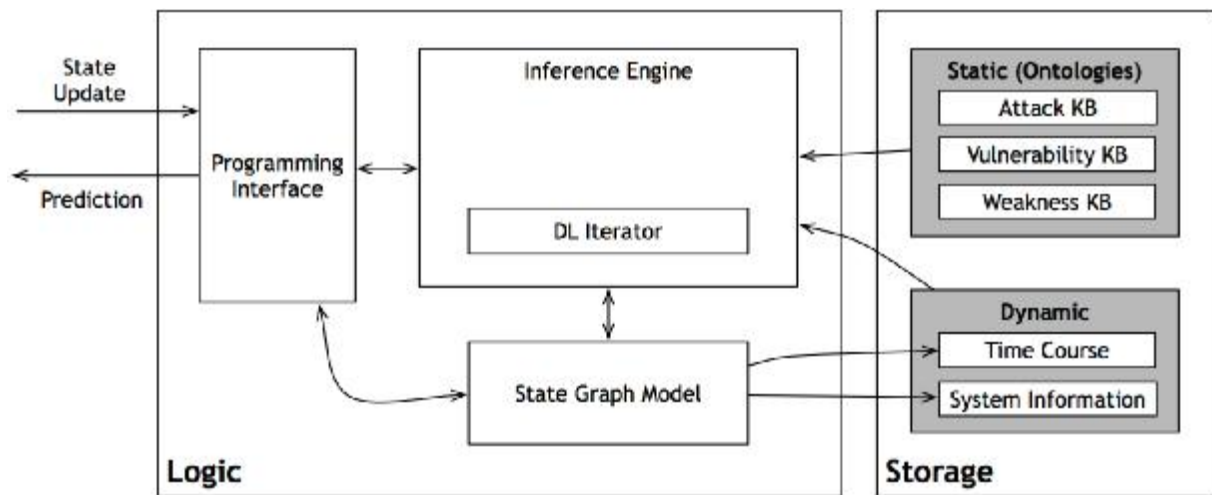 State
Update
Prediction
Programming
Interface
Inference Engine
DL Iterator
State Graph Model
Logic
Static (Ontologies)
Attack KB
Vulnerability KB
Weakness KB
Dynamic
Time Course
System Information
Storage